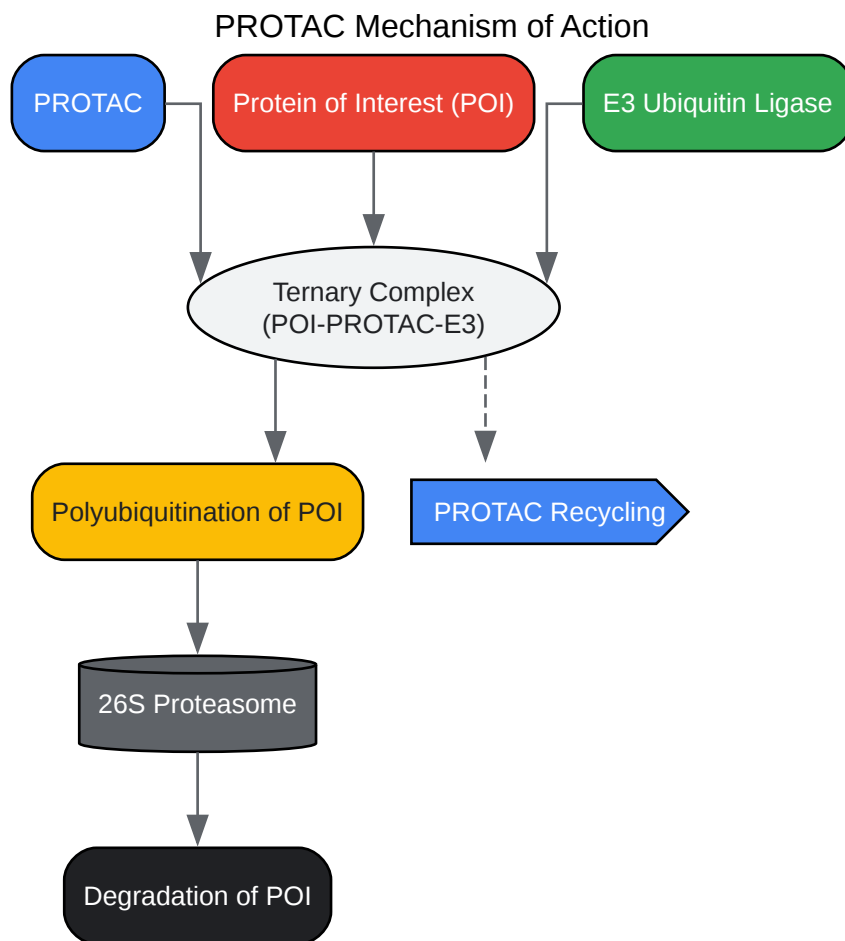 PROTAC Mechanism of Action
PROTAC
Protein of Interest (POI)
E3 Ubiquitin Ligase
Ternary Complex
(POI-PROTAC-E3)
Polyubiquitination of POI
PROTAC Recycling
26S Proteasome
Degradation of POI